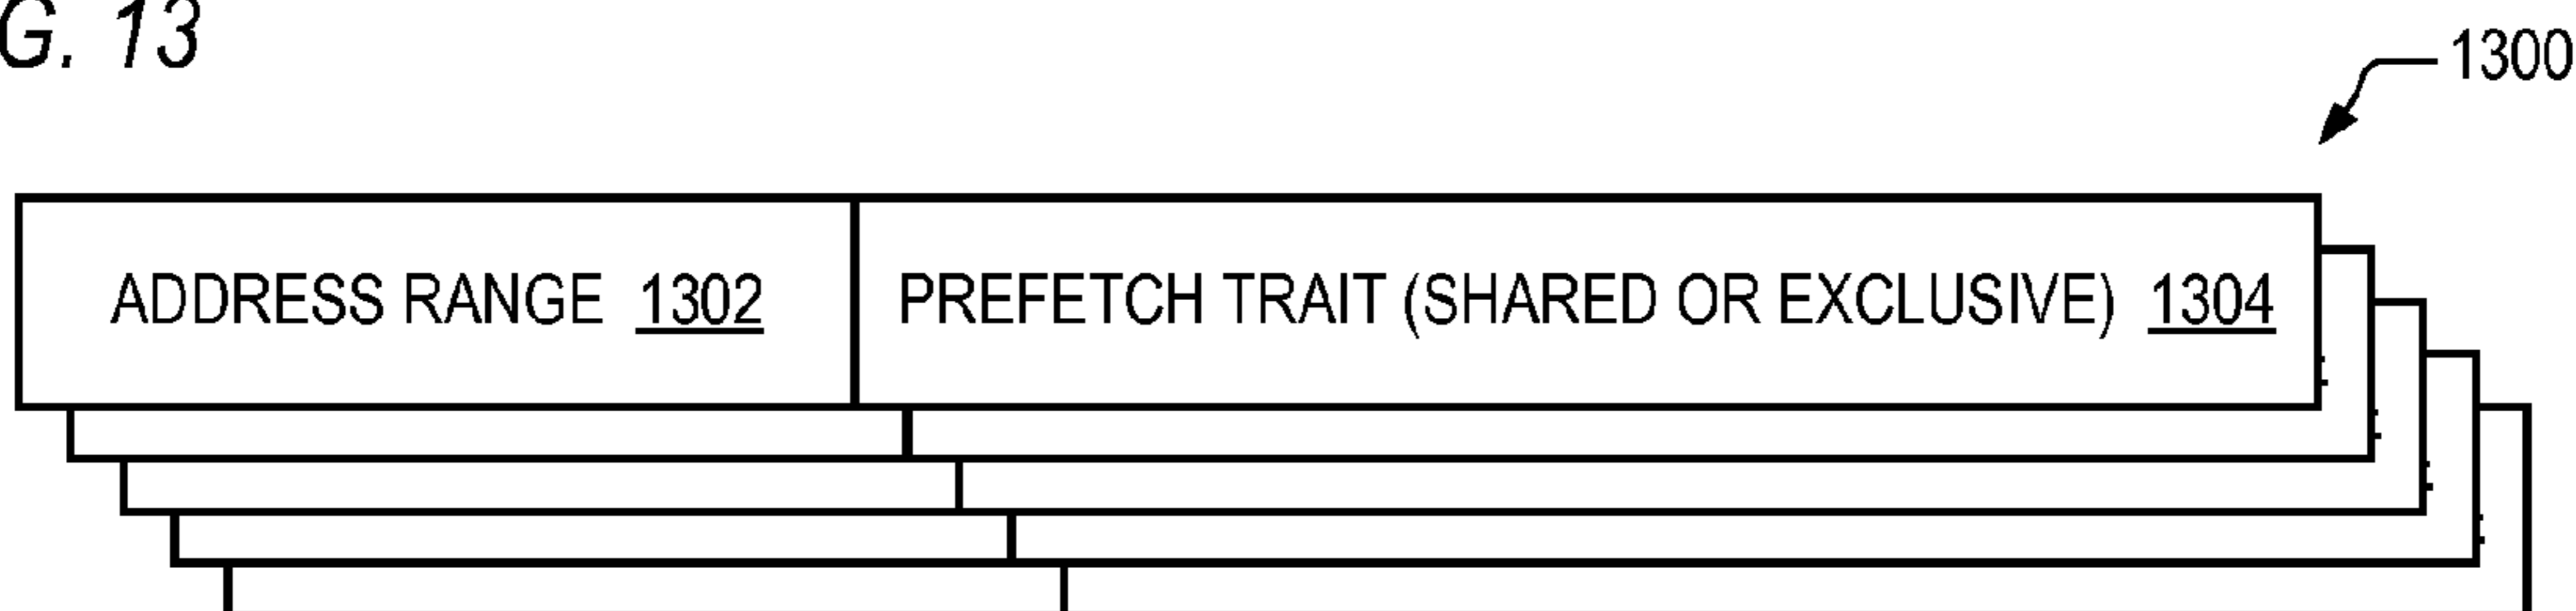 G. 13
1300
ADDRESS RANGE 1302 PREFETCH TRAIT (SHARED OR EXCLUSIVE) 1304